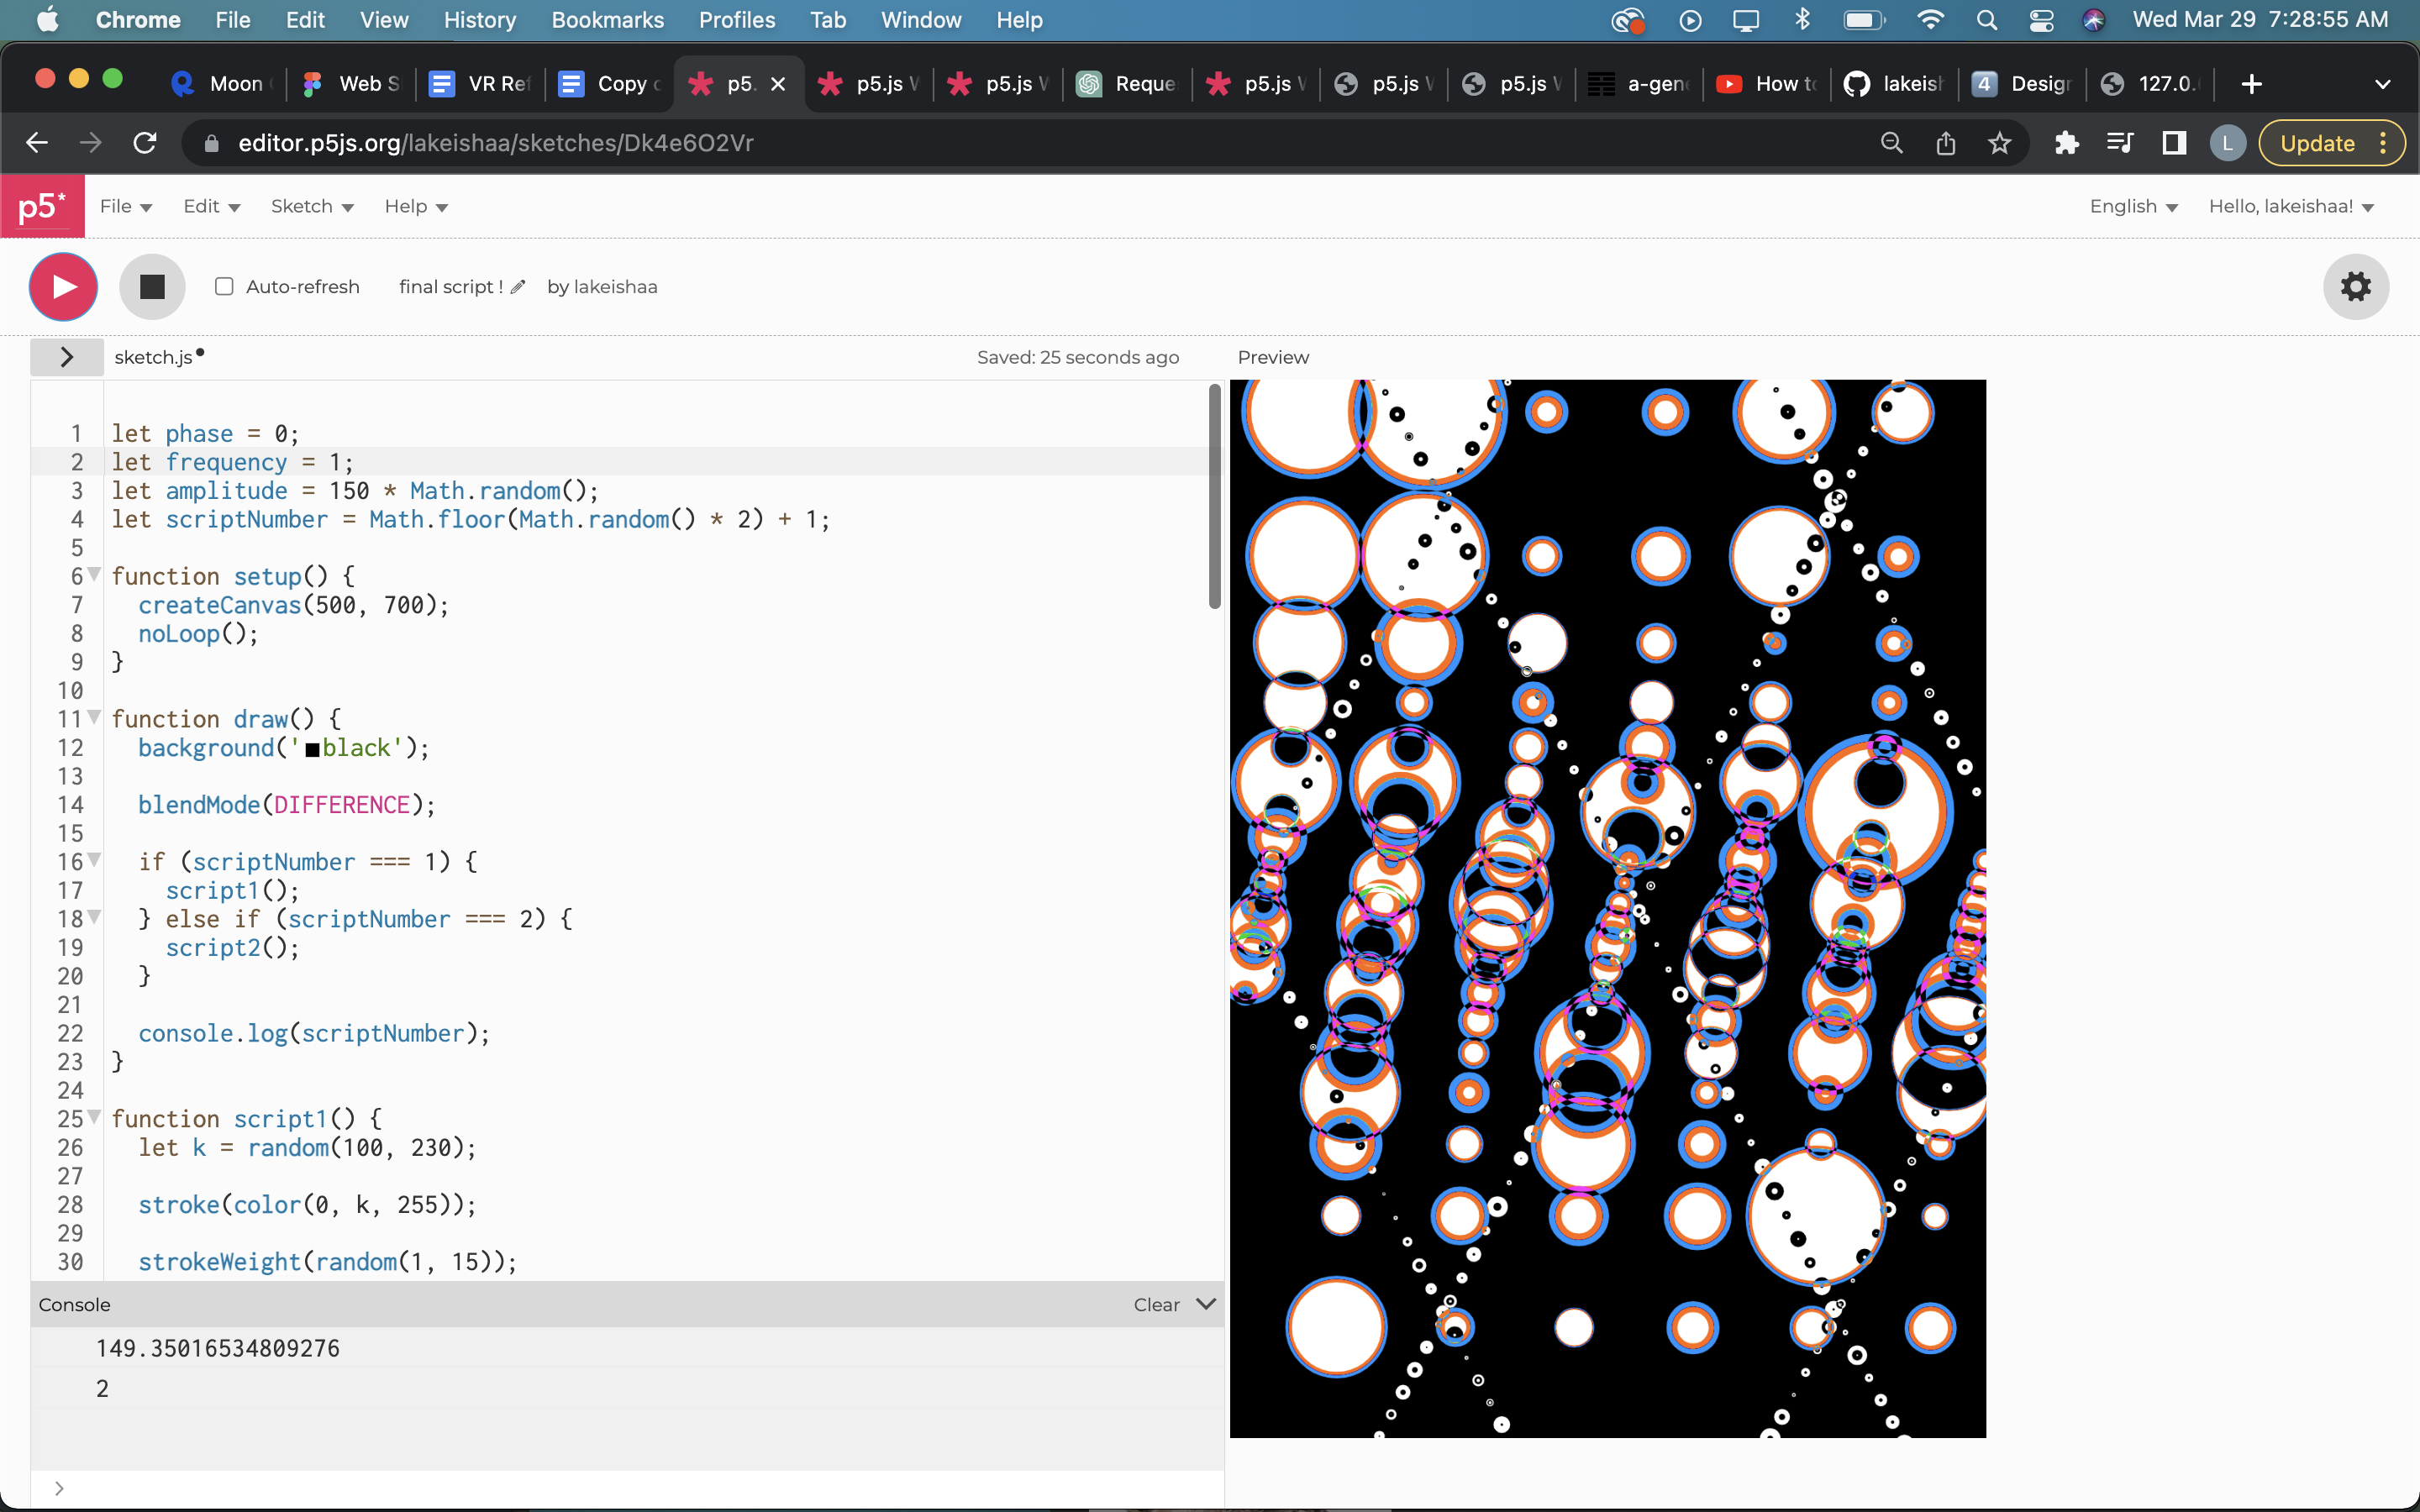 Chrome File Edit View History Bookmarks Profiles Tab Window Help Wed Mar 29 7:28:55 AM
Moon Web S VR Ref Copy p5. p5.js p5.js Reque p5.js p5.js p5.js a-gen How to lakeish 4 Design 127.0.
editor.p5js.org/lakeishaa/sketches/Dk4e6O2Vr L Update
p5* File Edit Sketch Help English Hello, lakeishaa!
Auto-refresh final script ! by lakeishaa
sketch.js Saved: 25 seconds ago Preview
1 let phase = 0;
2 let frequency = 1;
3 let amplitude = 150 * Math.random();
4 let scriptNumber = Math.floor(Math.random() * 2) + 1;
5
6 function setup() {
7 createCanvas(500, 700);
8 noLoop();
9 }
10
11 function draw() {
12 background('black');
13
14 blendMode(DIFFERENCE);
15
16 if (scriptNumber === 1) {
17 script1();
18 } else if (scriptNumber === 2) {
19 script2();
20 }
21
22 console.log(scriptNumber);
23 }
24
25 function script1() {
26 let k = random(100, 230);
27
28 stroke(color(0, k, 255));
29
30 strokeWeight(random(1, 15));
Console Clear
149.35016534809276
2